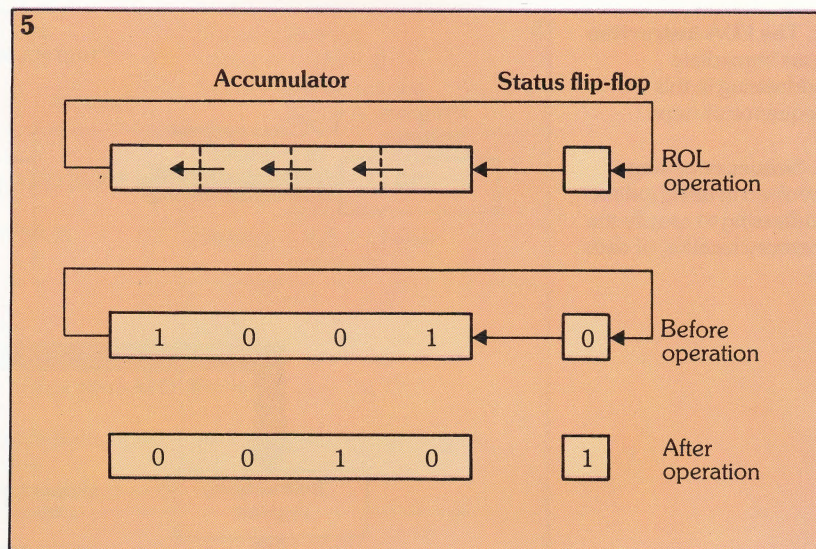 5
Accumulator Status flip-flop
ROL
operation
1 0 0 1 0 Before
operation
0 0 1 0 1 After
operation